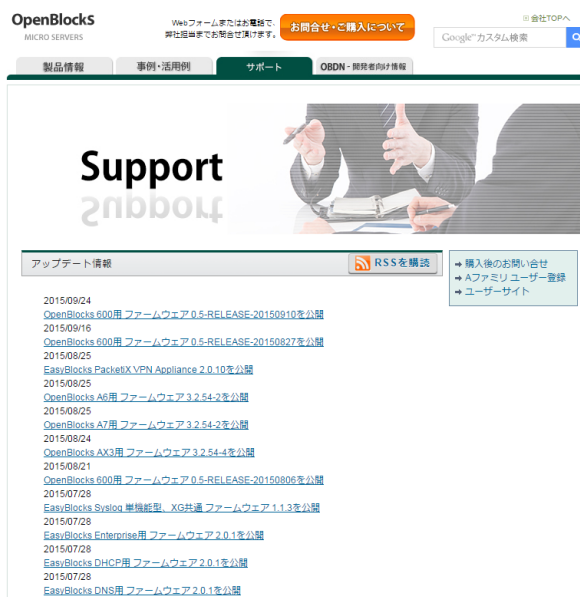 OpenBlockS
MICRO SERVERS
Webフォームまたはお電話で、
弊社担当までお問合せ頂けます。
お問合せ・ご購入について
会社TOPへ
Google™カスタム検索
製品情報
事例・活用例
サポート
OBDN - 開発者向け情報
Support
アップデート情報
RSSを購読
購入後のお問い合せ
Aファミリ ユーザー登録
ユーザーサイト
2015/09/24
OpenBlocks 600用 ファームウェア 0.5-RELEASE-20150910を公開
2015/09/16
OpenBlocks 600用 ファームウェア 0.5-RELEASE-20150827を公開
2015/08/25
EasyBlocks PacketiX VPN Appliance 2.0.10を公開
2015/08/25
OpenBlocks A6用 ファームウェア 3.2.54-2を公開
2015/08/25
OpenBlocks A7用 ファームウェア 3.2.54-2を公開
2015/08/24
OpenBlocks AX3用 ファームウェア 3.2.54-4を公開
2015/08/21
OpenBlocks 600用 ファームウェア 0.5-RELEASE-20150806を公開
2015/07/28
EasyBlocks Syslog 単機能型、XG共通 ファームウェア 1.1.3を公開
2015/07/28
EasyBlocks Enterprise用 ファームウェア 2.0.1を公開
2015/07/28
EasyBlocks DHCP用 ファームウェア 2.0.1を公開
2015/07/28
EasyBlocks DNS用 ファームウェア 2.0.1を公開